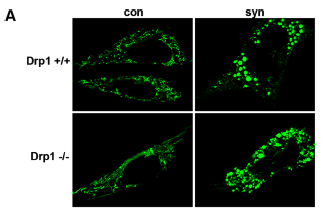 A
con syn
Drp1 +/+
Drp1 -/-